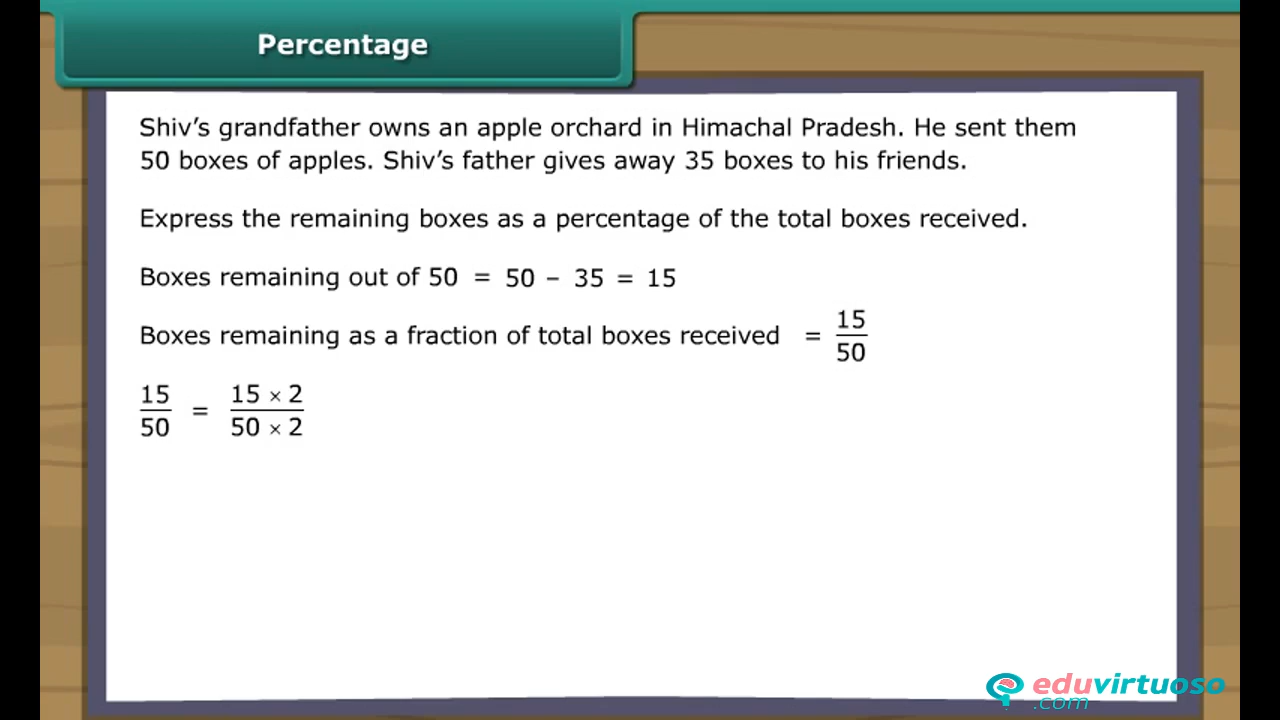 Percentage
Shiv’s grandfather owns an apple orchard in Himachal Pradesh. He sent them
50 boxes of apples. Shiv’s father gives away 35 boxes to his friends.
Express the remaining boxes as a percentage of the total boxes received.
Boxes remaining out of 50 = 50 – 35 = 15
Boxes remaining as a fraction of total boxes received = 15/50
15/50 = 15 × 2/50 × 2
eduvirtuoso
.com